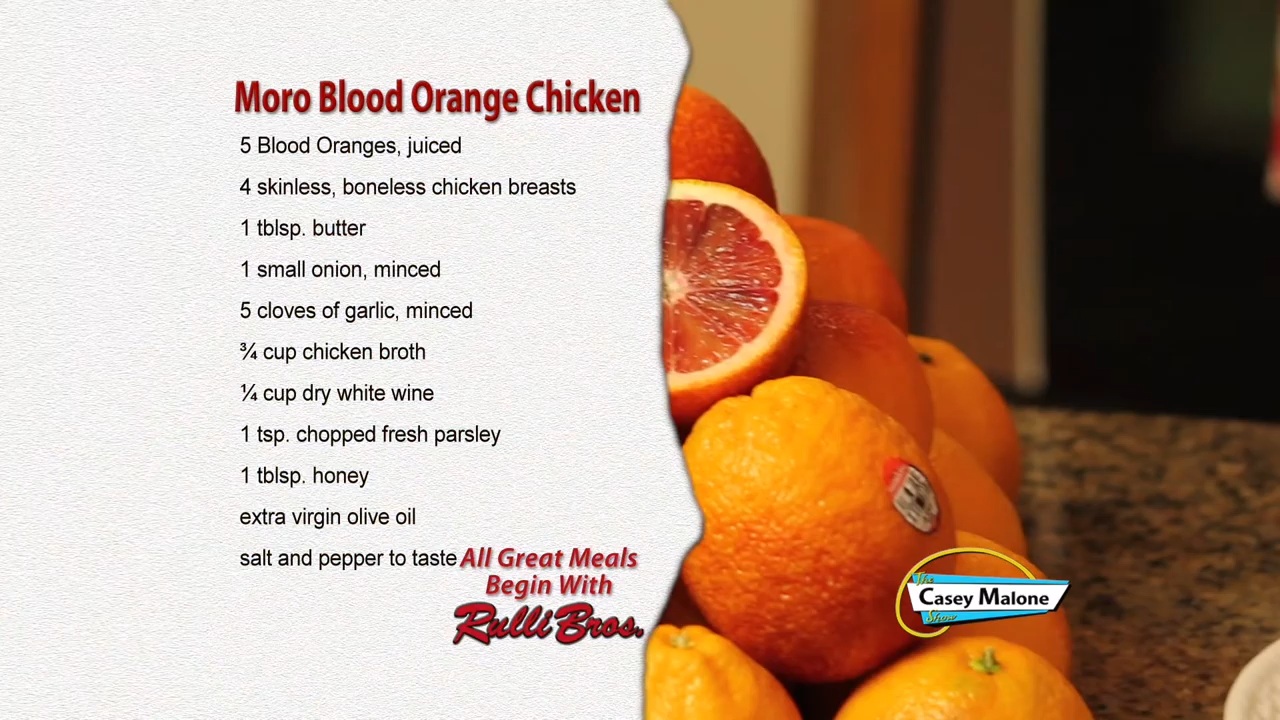 Moro Blood Orange Chicken
5 Blood Oranges, juiced
4 skinless, boneless chicken breasts
1 tblsp. butter
1 small onion, minced
5 cloves of garlic, minced
¾ cup chicken broth
¼ cup dry white wine
1 tsp. chopped fresh parsley
1 tblsp. honey
extra virgin olive oil
salt and pepper to taste
All Great Meals
Begin With
Rulli Bros.
The
Casey Malone
Show